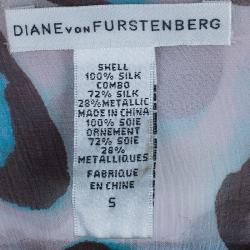 DIANE VON FURSTENBERG
SHELL
100% SILK
COMBO
72% SILK
28%METALLIC
MADE IN CHINA
100% SOIE
ORNEMENT
72% SOIE
28%
METALLIQUES
FABRIQUE
EN CHINE
S